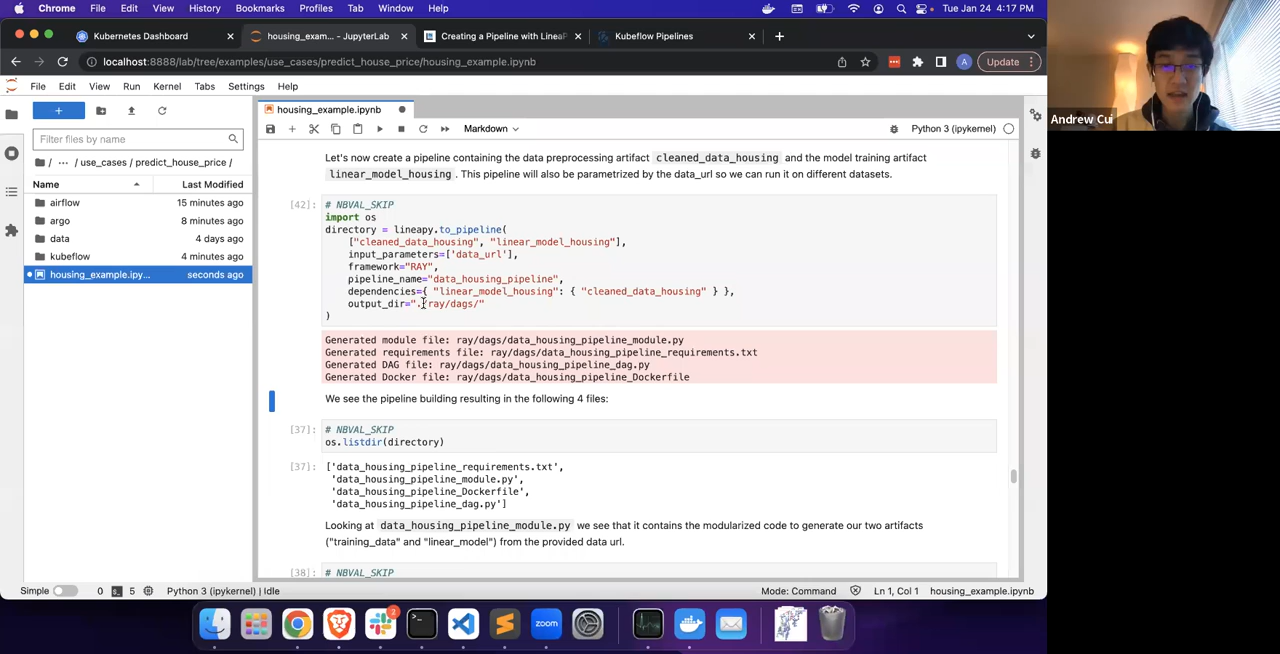 Chrome File Edit View History Bookmarks Profiles Tab Window Help Tue Jan 24 4:17 PM
Kubernetes Dashboard housing_exam... - JupyterLab Creating a Pipeline with LineaP Kubeflow Pipelines
localhost:8888/lab/tree/examples/use_cases/predict_house_price/housing_example.ipynb A Update
File Edit View Run Kernel Tabs Settings Help
housing_example.ipynb
Markdown Python 3 (ipykernel)
Filter files by name
/ ... / use_cases / predict_house_price /
Name Last Modified
airflow 15 minutes ago
argo 8 minutes ago
data 4 days ago
kubeflow 4 minutes ago
housing_example.ipy... seconds ago
Let's now create a pipeline containing the data preprocessing artifact cleaned_data_housing and the model training artifact
linear_model_housing . This pipeline will also be parametrized by the data_url so we can run it on different datasets.
[42]: # NBVAL_SKIP
import os
directory = lineapy.to_pipeline(
["cleaned_data_housing", "linear_model_housing"],
input_parameters=['data_url'],
framework="RAY",
pipeline_name="data_housing_pipeline",
dependencies={ "linear_model_housing": { "cleaned_data_housing" } },
output_dir="./ray/dags/"
)
Generated module file: ray/dags/data_housing_pipeline_module.py
Generated requirements file: ray/dags/data_housing_pipeline_requirements.txt
Generated DAG file: ray/dags/data_housing_pipeline_dag.py
Generated Docker file: ray/dags/data_housing_pipeline_Dockerfile
We see the pipeline building resulting in the following 4 files:
[37]: # NBVAL_SKIP
os.listdir(directory)
[37]: ['data_housing_pipeline_requirements.txt',
'data_housing_pipeline_module.py',
'data_housing_pipeline_Dockerfile',
'data_housing_pipeline_dag.py']
Looking at data_housing_pipeline_module.py we see that it contains the modularized code to generate our two artifacts
("training_data" and "linear_model") from the provided data url.
[38]: # NBVAL_SKIP
Simple 0 5 Python 3 (ipykernel) | Idle Mode: Command Ln 1, Col 1 housing_example.ipynb
2
zoom
Andrew Cui